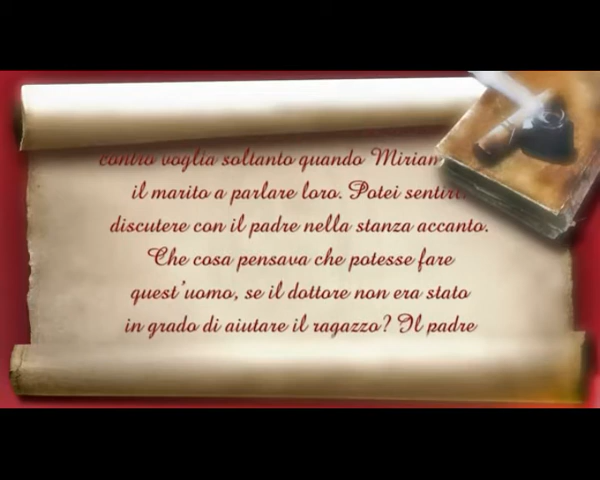 contro voglia soltanto quando Miriam
il marito a parlare loro. Potei sentirlo
discutere con il padre nella stanza accanto.
Che cosa pensava che potesse fare
quest'uomo, se il dottore non era stato
in grado di aiutare il ragazzo? Il padre